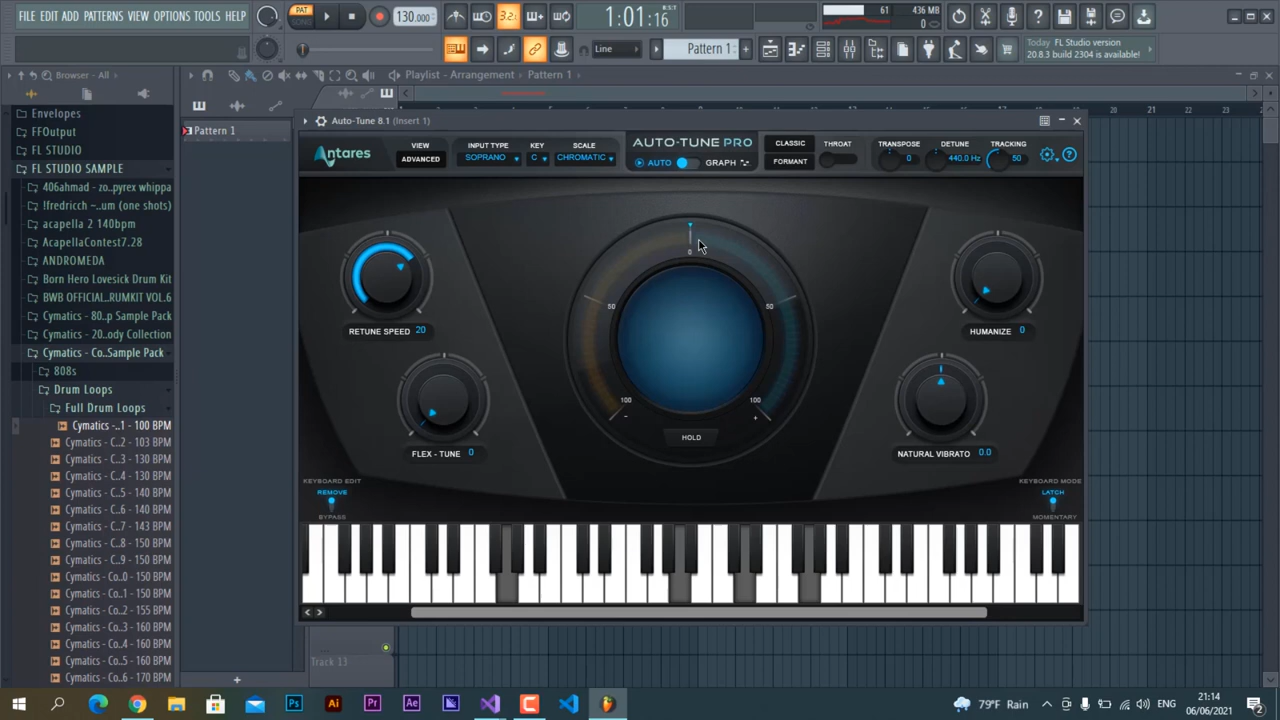 FILE EDIT ADD PATTERNS VIEW OPTIONS TOOLS HELP
PAT
SONG
130.000
3.2.
1:01:16
B:S:T
61
436 MB
0
Line
Pattern 1
Today FL Studio version
20.8.3 build 2304 is available!
Browser - All
Playlist - Arrangement
Pattern 1
Envelopes
FFOutput
FL STUDIO
FL STUDIO SAMPLE
406ahmad - zo..pyrex whippa
!fredricch –..um (one shots)
acapella 2 140bpm
AcapellaContest7.28
ANDROMEDA
Born Hero Lovesick Drum Kit
BWB OFFICIAL..RUMKIT VOL.6
Cymatics - 80..p Sample Pack
Cymatics - 20..ody Collection
Cymatics - Co..Sample Pack
808s
Drum Loops
Full Drum Loops
Cymatics -..1 - 100 BPM
Cymatics - C..2 - 103 BPM
Cymatics - C..3 - 130 BPM
Cymatics - C..4 - 130 BPM
Cymatics - C..5 - 140 BPM
Cymatics - C..6 - 140 BPM
Cymatics - C..7 - 143 BPM
Cymatics - C..8 - 150 BPM
Cymatics - C..9 - 150 BPM
Cymatics - Co..0 - 150 BPM
Cymatics - Co..1 - 150 BPM
Cymatics - Co..2 - 155 BPM
Cymatics - Co..3 - 160 BPM
Cymatics - Co..4 - 160 BPM
Cymatics - Co..5 - 160 BPM
Cymatics - Co..6 - 170 BPM
Pattern 1
21
22
23
Auto-Tune 8.1 (Insert 1)
Antares
VIEW
ADVANCED
INPUT TYPE
SOPRANO
KEY
C
SCALE
CHROMATIC
AUTO-TUNE PRO
AUTO
GRAPH
CLASSIC
FORMANT
THROAT
TRANSPOSE
0
DETUNE
440.0 Hz
TRACKING
50
0
50
50
100
100
-
+
HOLD
RETUNE SPEED 20
FLEX - TUNE 0
HUMANIZE 0
NATURAL VIBRATO 0.0
KEYBOARD EDIT
REMOVE
BYPASS
KEYBOARD MODE
LATCH
MOMENTARY
Track 13
79°F Rain
ENG
21:14
06/06/2021
2